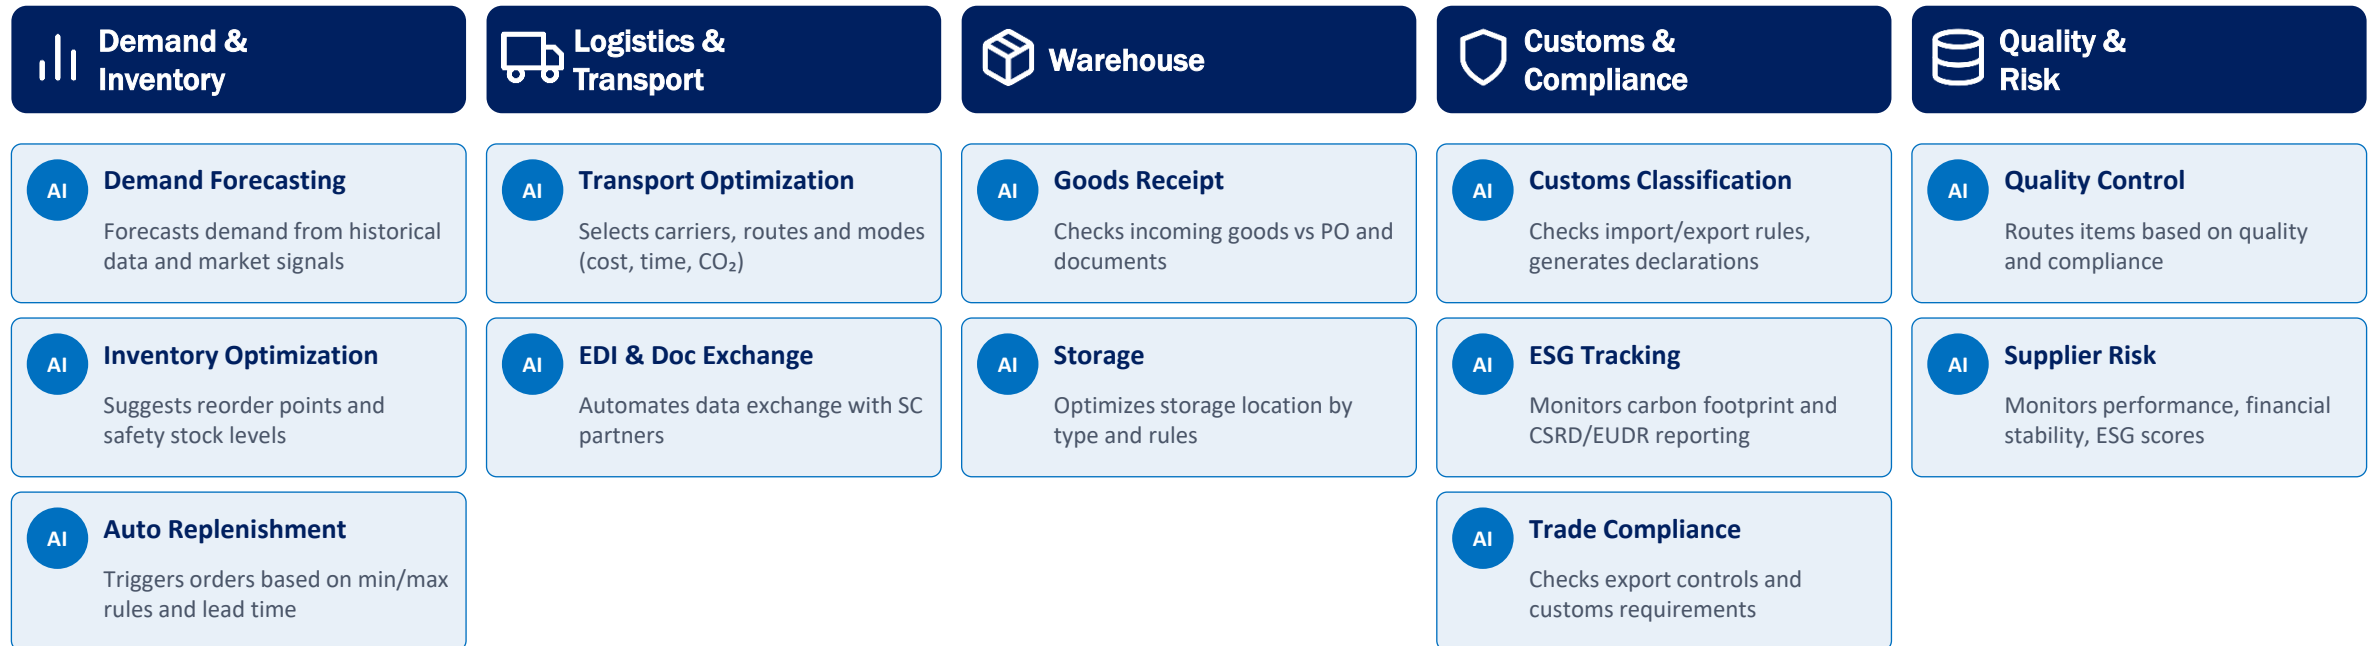 Demand &
Inventory
Logistics &
Transport
Warehouse
Customs &
Compliance
Quality &
Risk
AI
Demand Forecasting
Forecasts demand from historical
data and market signals
AI
Inventory Optimization
Suggests reorder points and
safety stock levels
AI
Auto Replenishment
Triggers orders based on min/max
rules and lead time
AI
Transport Optimization
Selects carriers, routes and modes
(cost, time, CO₂)
AI
EDI & Doc Exchange
Automates data exchange with SC
partners
AI
Goods Receipt
Checks incoming goods vs PO and
documents
AI
Storage
Optimizes storage location by
type and rules
AI
Customs Classification
Checks import/export rules,
generates declarations
AI
ESG Tracking
Monitors carbon footprint and
CSRD/EUDR reporting
AI
Trade Compliance
Checks export controls and
customs requirements
AI
Quality Control
Routes items based on quality
and compliance
AI
Supplier Risk
Monitors performance, financial
stability, ESG scores